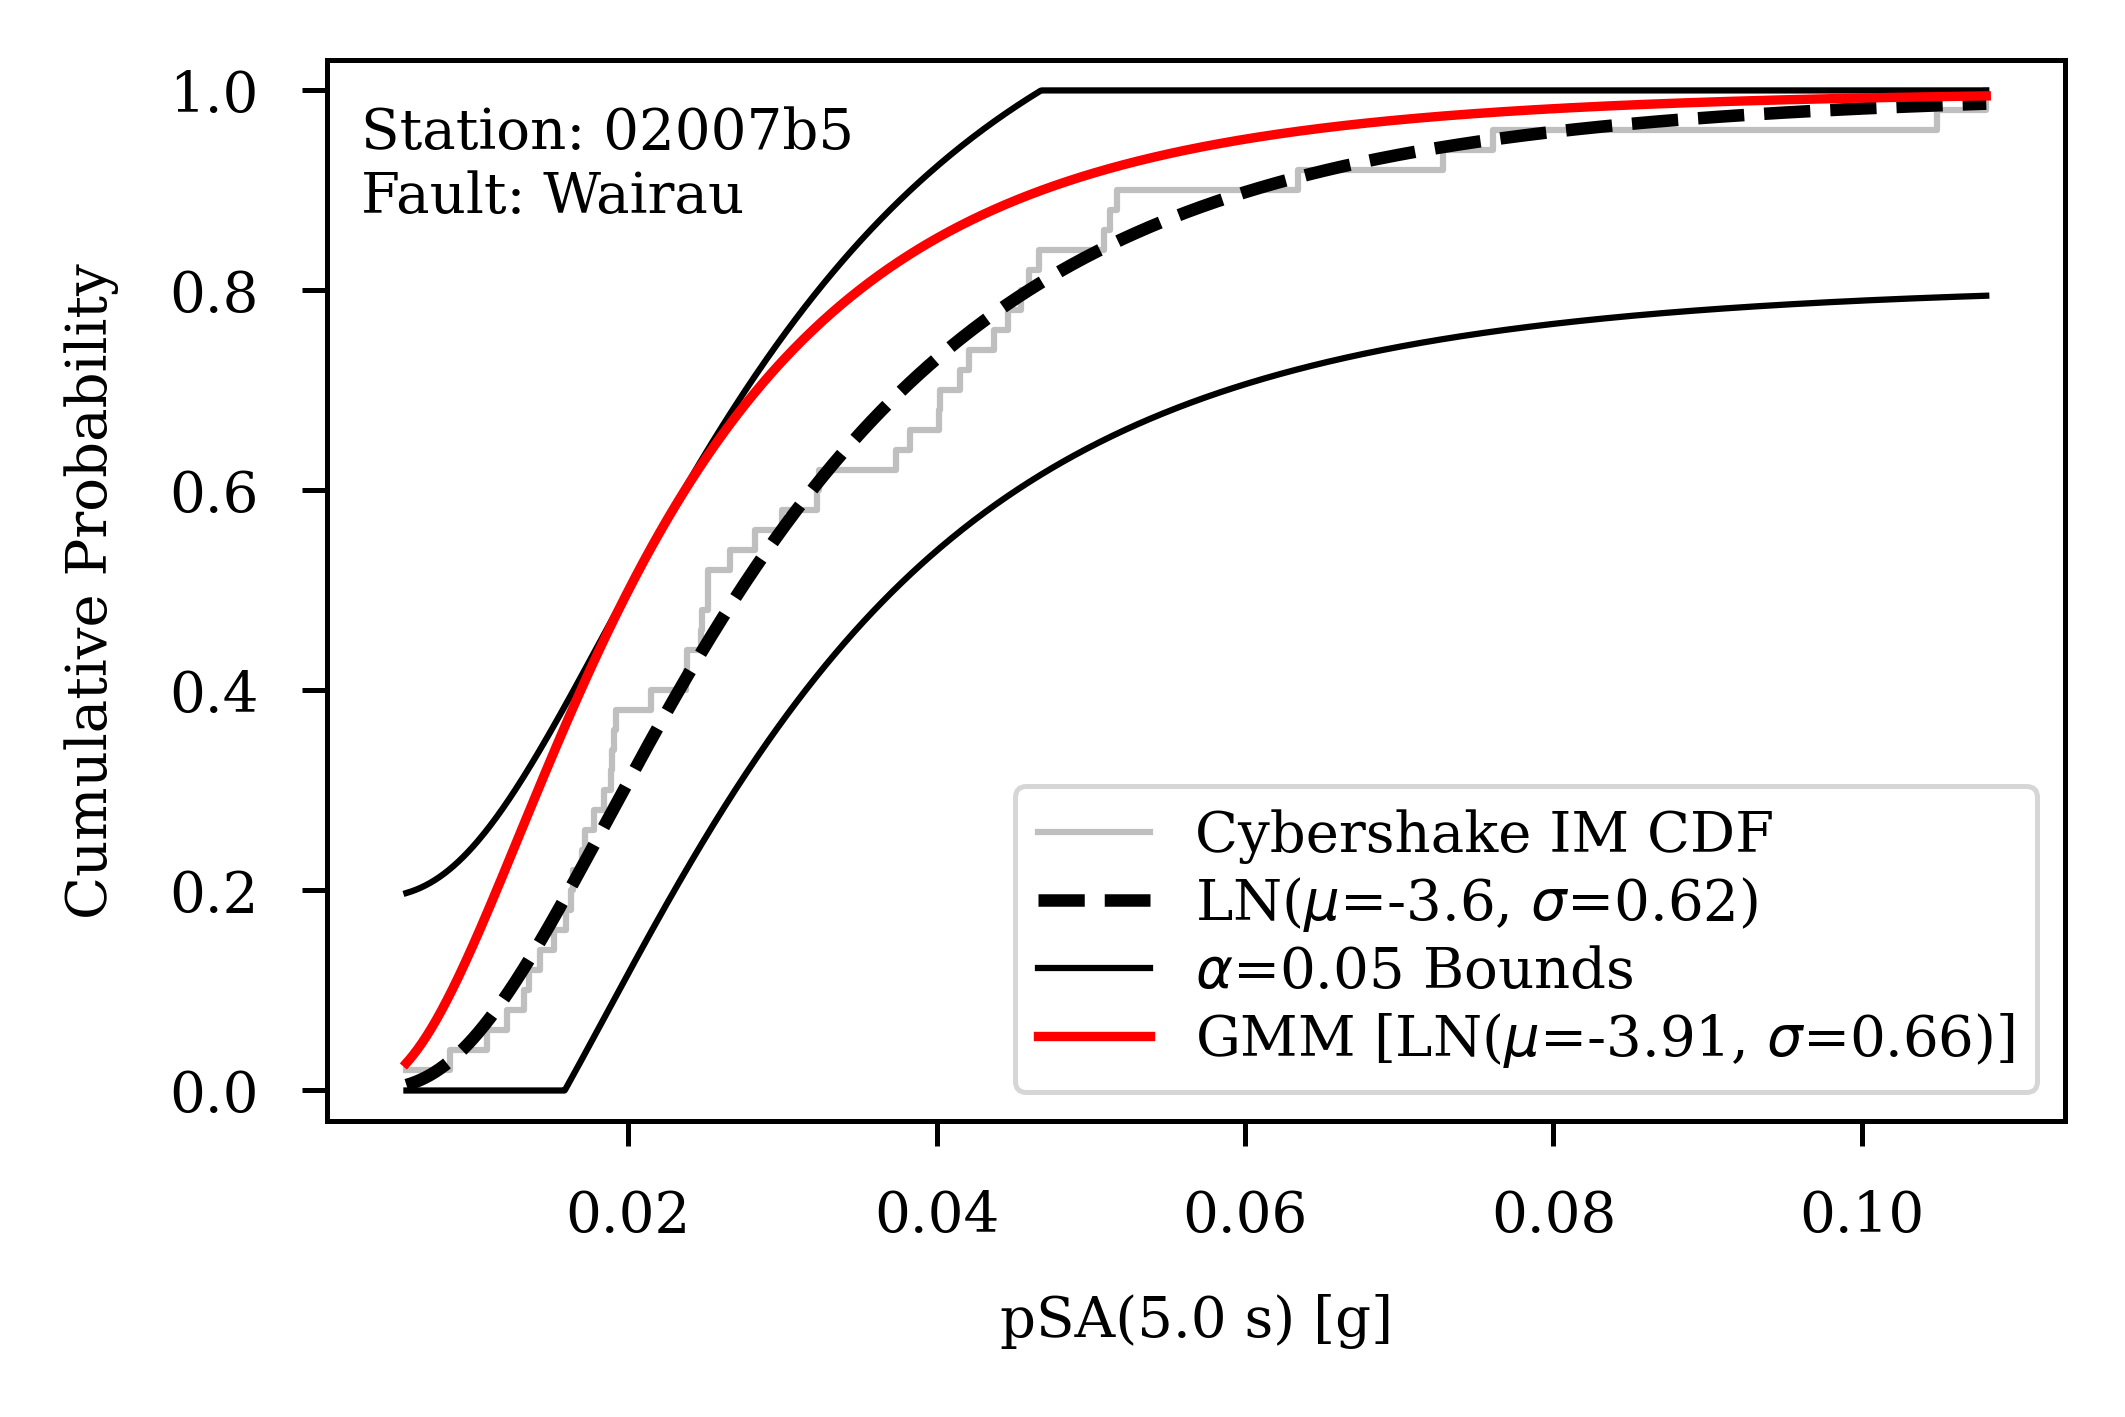 Station: 02007b5
Fault: Wairau
Cumulative Probability
1.0
0.8
0.6
0.4
0.2
0.0
Cybershake IM CDF
LN(μ=-3.6, σ=0.62)
α=0.05 Bounds
GMM [LN(μ=-3.91, σ=0.66)]
0.02 0.04 0.06 0.08 0.10
pSA(5.0 s) [g]